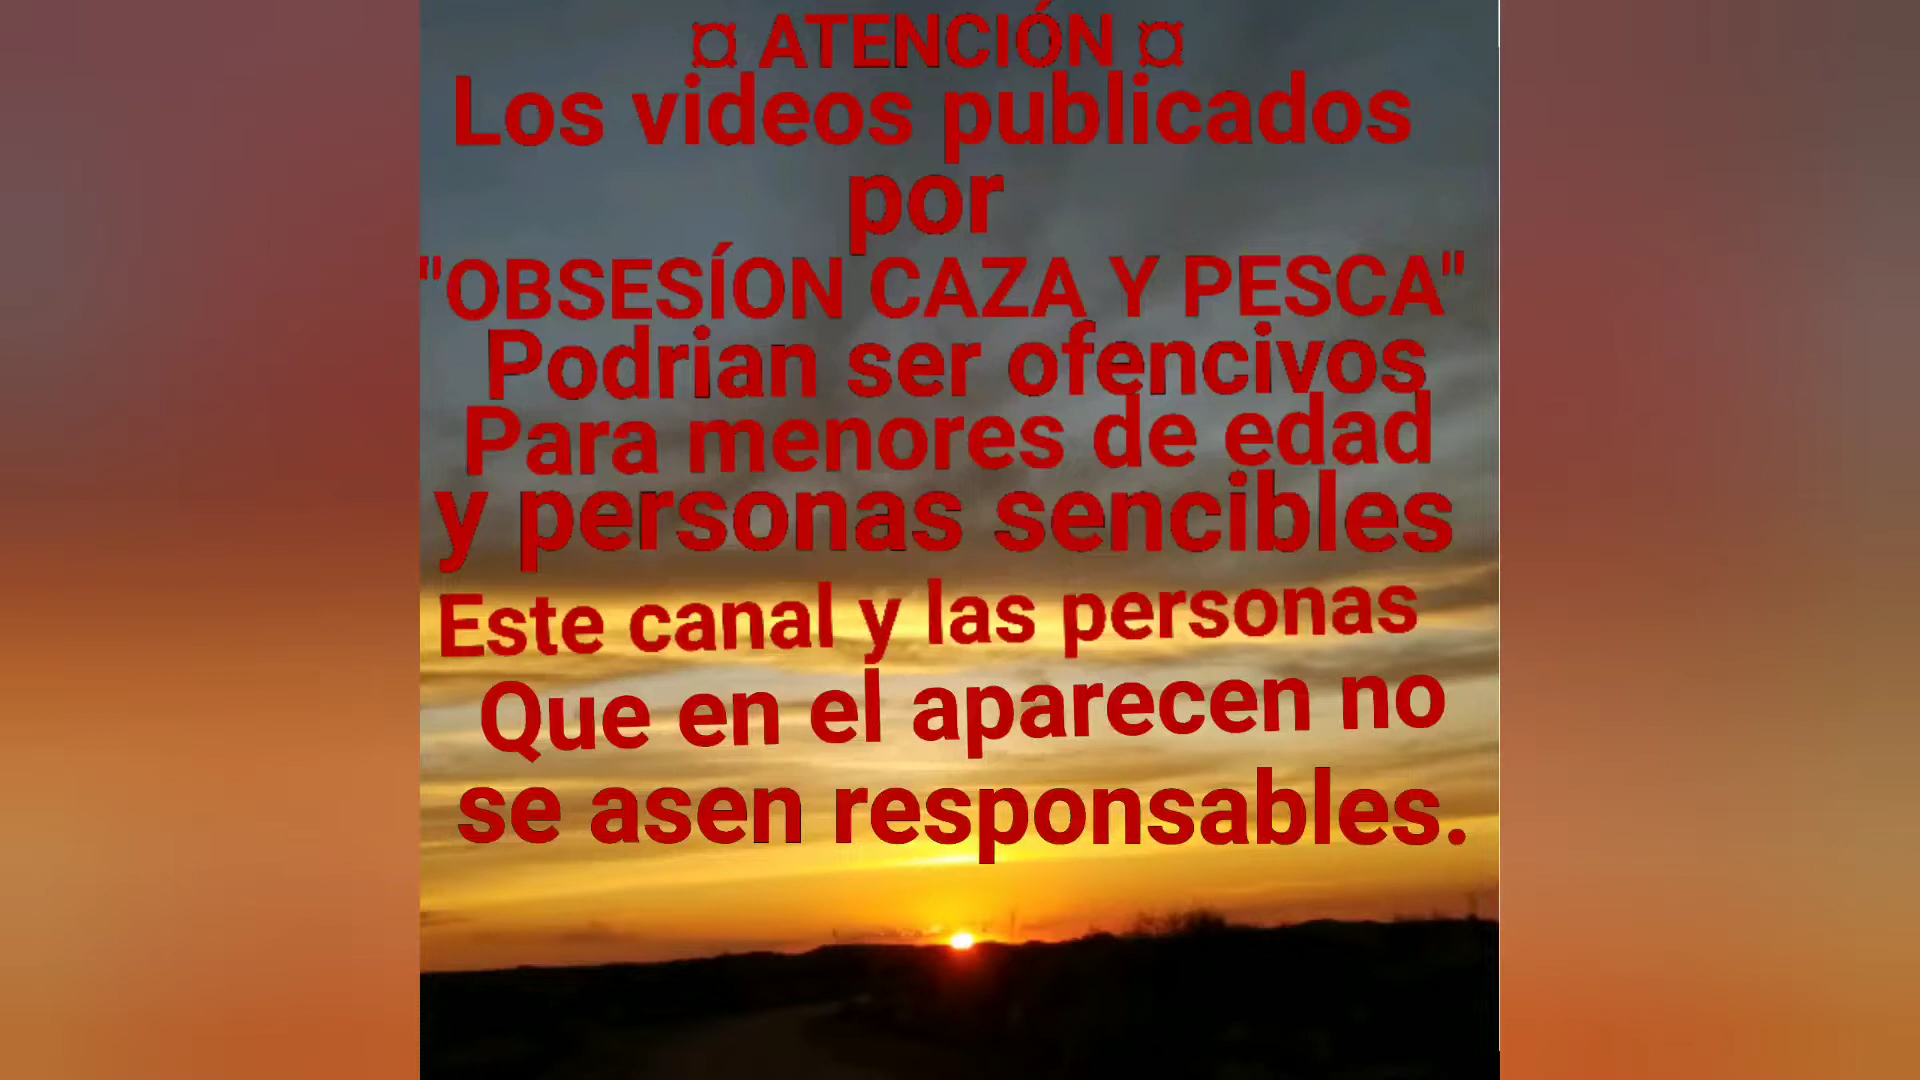 ¤ ATENCIÓN ¤
Los videos publicados
por
"OBSESÍON CAZA Y PESCA"
Podrian ser ofencivos
Para menores de edad
y personas sencibles
Este canal y las personas
Que en el aparecen no
se asen responsables.